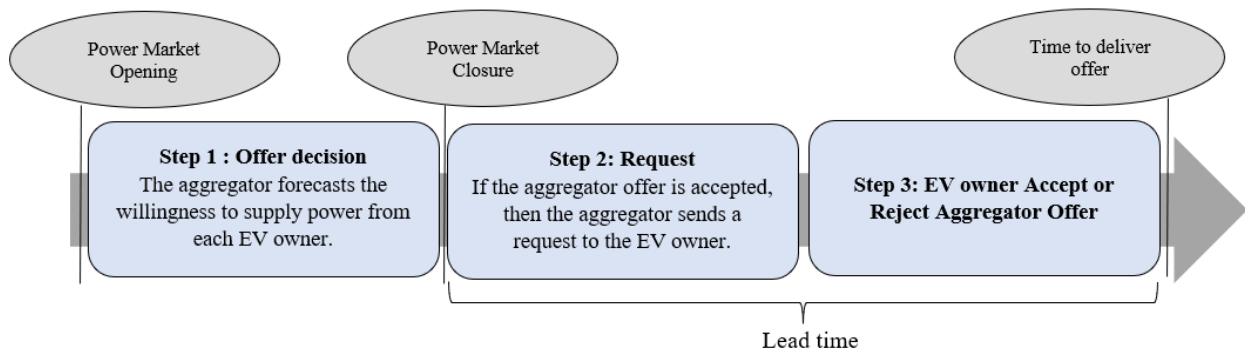 Power Market
Opening
Power Market
Closure
Time to deliver
offer
Step 1 : Offer decision
The aggregator forecasts the
willingness to supply power from
each EV owner.
Step 2: Request
If the aggregator offer is accepted,
then the aggregator sends a
request to the EV owner.
Step 3: EV owner Accept or
Reject Aggregator Offer
Lead time